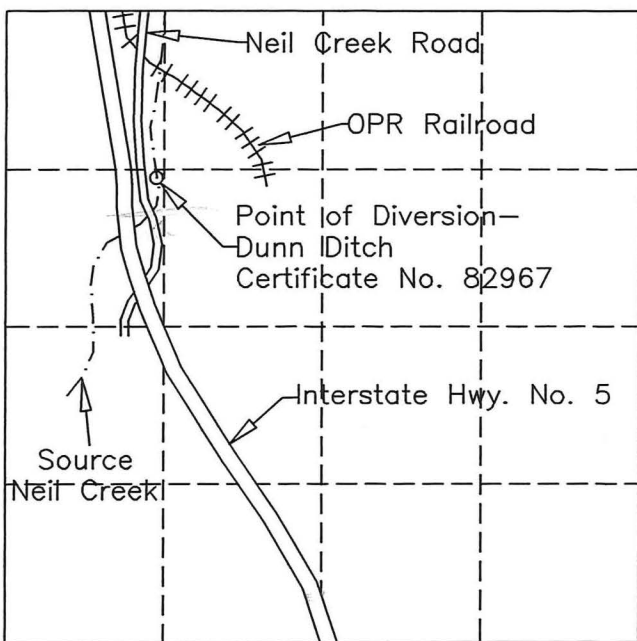 Neil Creek Road
OPR Railroad
Point of Diversion–
Dunn Ditch
Certificate No. 82967
Interstate Hwy. No. 5
Source
Neil Creek